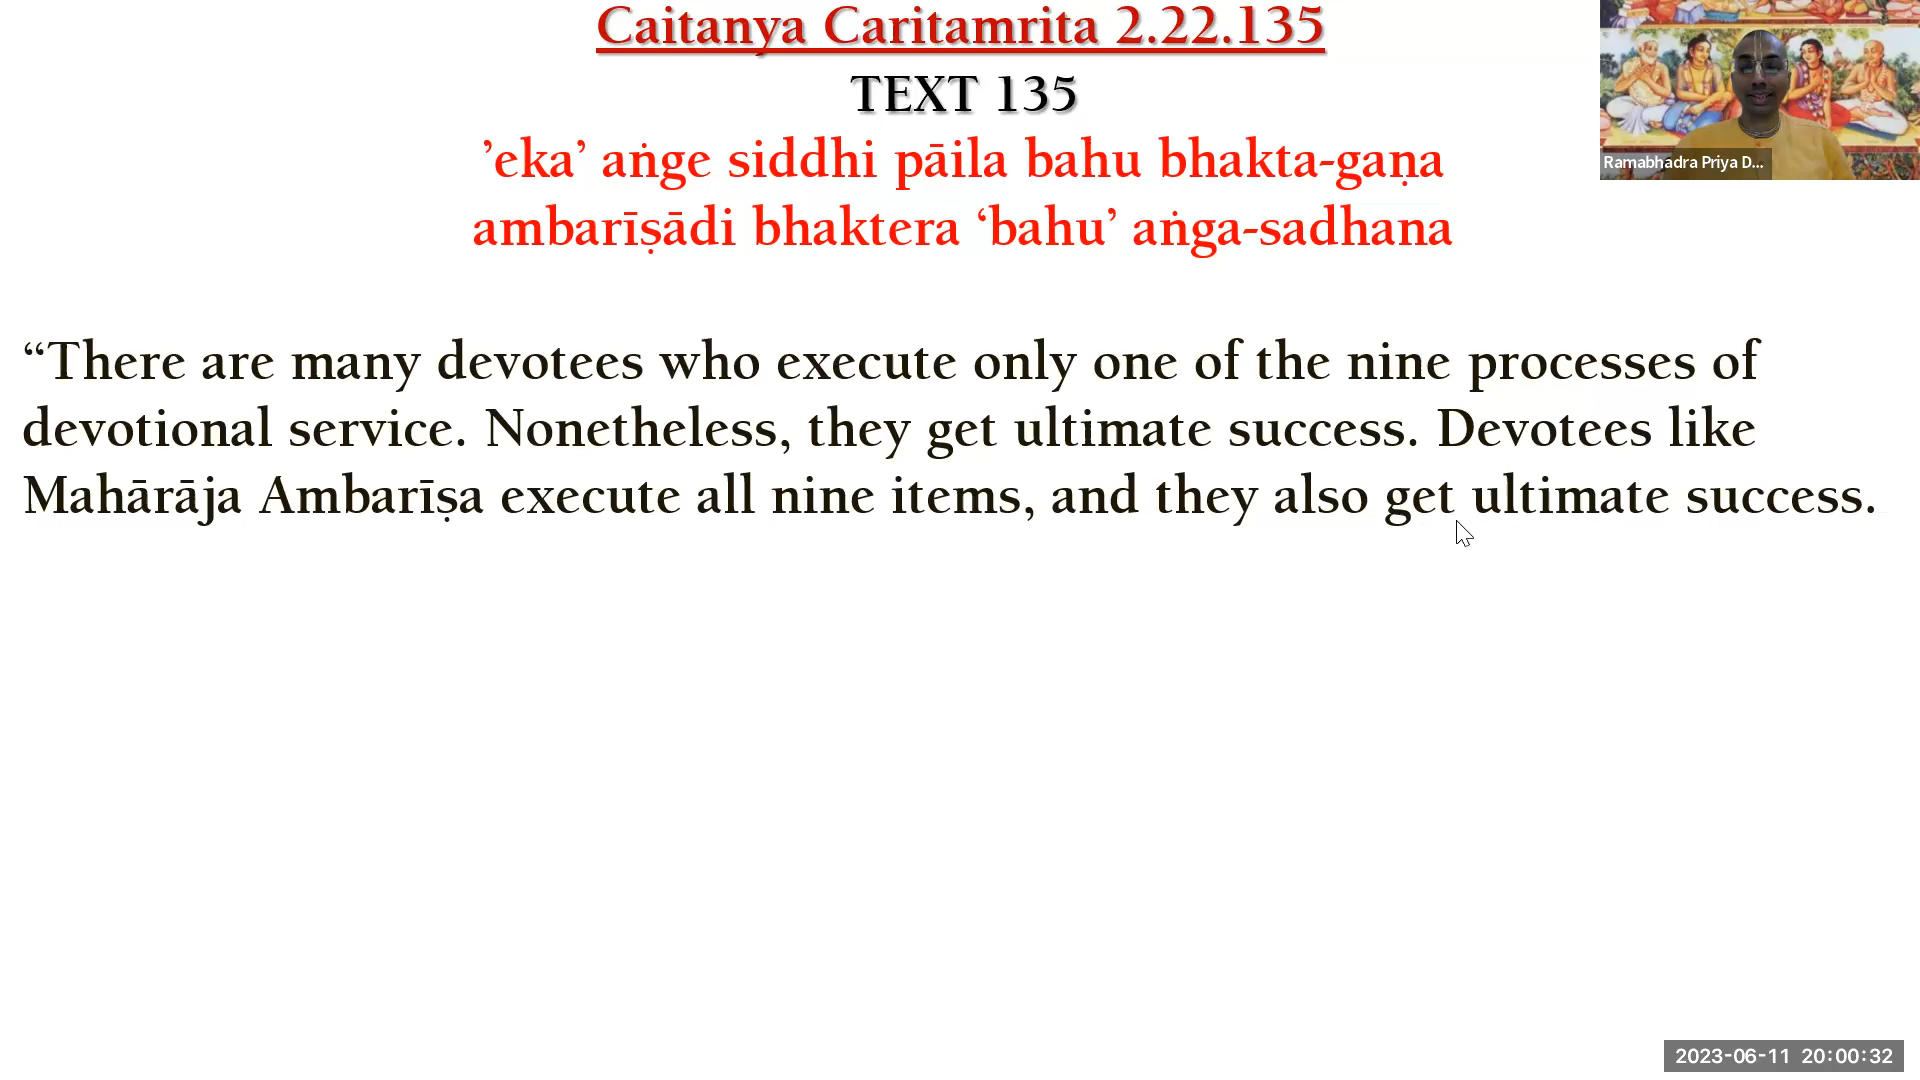 Caitanya Caritamrita 2.22.135
TEXT 135
’eka’ aṅge siddhi pāila bahu bhakta-gaṇa
ambarīṣādi bhaktera ‘bahu’ aṅga-sadhana
“There are many devotees who execute only one of the nine processes of
devotional service. Nonetheless, they get ultimate success. Devotees like
Mahārāja Ambarīṣa execute all nine items, and they also get ultimate success.
Ramabhadra Priya D...
2023-06-11 20:00:32